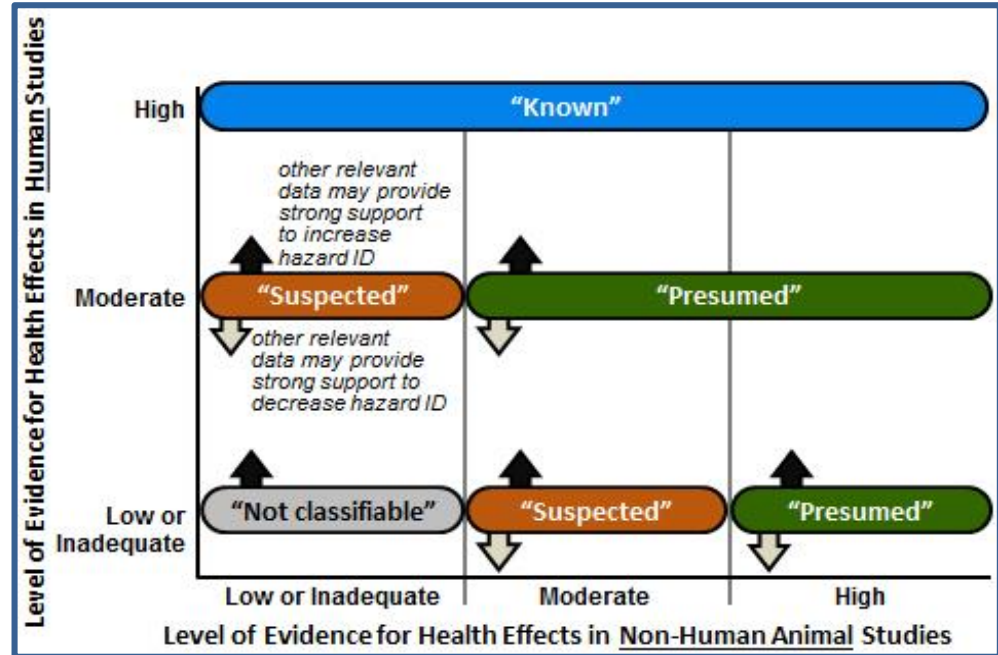 Level of Evidence for Health Effects in Human Studies
High
“Known”
other relevant
data may provide
strong support
to increase
hazard ID
Moderate
“Suspected”
“Presumed”
other relevant
data may provide
strong support to
decrease hazard ID
Low or
Inadequate
“Not classifiable”
“Suspected”
“Presumed”
Low or Inadequate
Moderate
High
Level of Evidence for Health Effects in Non-Human Animal Studies